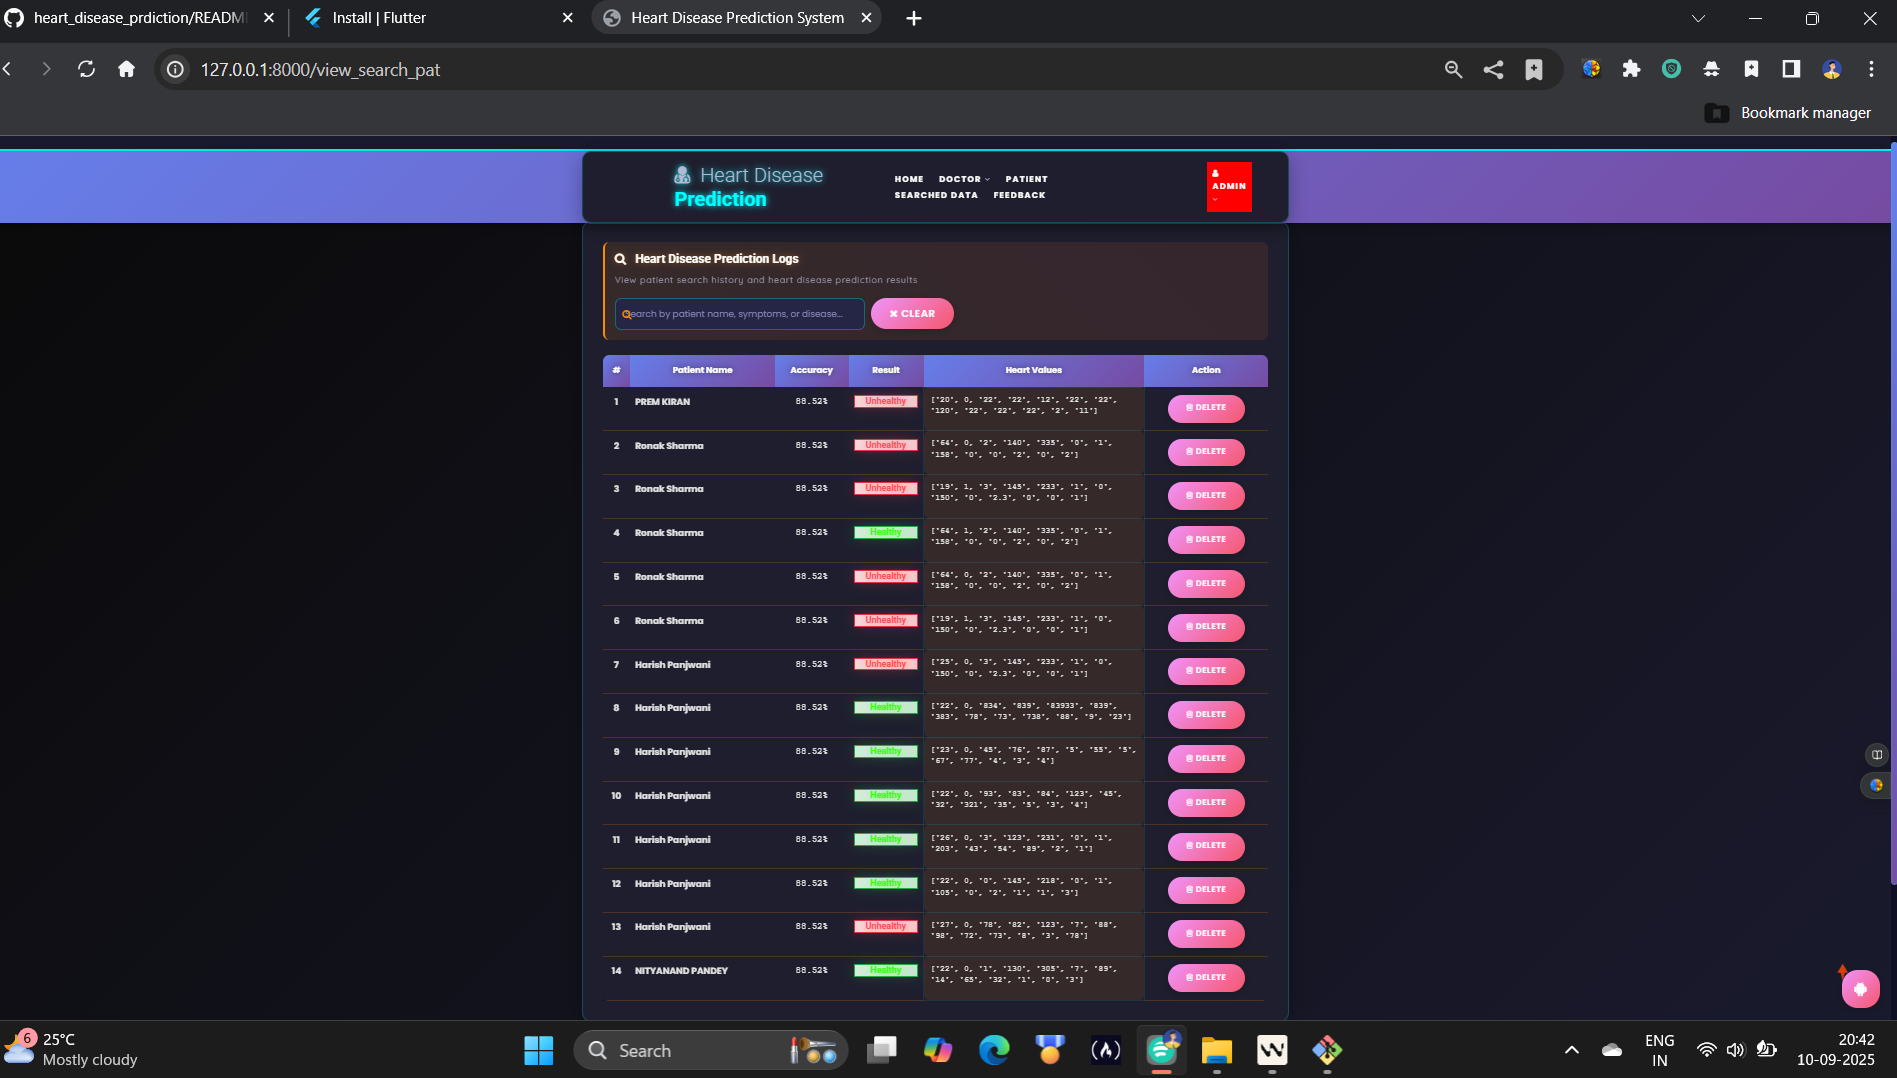 heart_disease_prdiction/READM
Install | Flutter
Heart Disease Prediction System
127.0.0.1:8000/view_search_pat
Bookmark manager
Heart Disease
Prediction
HOME DOCTOR PATIENT
SEARCHED DATA FEEDBACK
ADMIN
Heart Disease Prediction Logs
View patient search history and heart disease prediction results
Search by patient name, symptoms, or disease...
CLEAR
# Patient Name Accuracy Result Heart Values Action
1 PREM KIRAN 88.52% Unhealthy ["20", 0, "22", "22", "12", "22", "22", DELETE
"120", "22", "22", "22", "2", "11"]
2 Ronak Sharma 88.52% Unhealthy ["64", 0, "2", "140", "335", "0", "1", DELETE
"158", "0", "0", "2", "0", "2"]
3 Ronak Sharma 88.52% Unhealthy ["19", 1, "3", "145", "233", "1", "0", DELETE
"150", "0", "2.3", "0", "0", "1"]
4 Ronak Sharma 88.52% Healthy ["64", 1, "2", "140", "335", "0", "1", DELETE
"158", "0", "0", "2", "0", "2"]
5 Ronak Sharma 88.52% Unhealthy ["64", 0, "2", "140", "335", "0", "1", DELETE
"158", "0", "0", "2", "0", "2"]
6 Ronak Sharma 88.52% Unhealthy ["19", 1, "3", "145", "233", "1", "0", DELETE
"150", "0", "2.3", "0", "0", "1"]
7 Harish Panjwani 88.52% Unhealthy ["25", 0, "3", "145", "233", "1", "0", DELETE
"150", "0", "2.3", "0", "0", "1"]
8 Harish Panjwani 88.52% Healthy ["22", 0, "834", "839", "83933", "839", DELETE
"383", "78", "73", "738", "88", "9", "23"]
9 Harish Panjwani 88.52% Healthy ["23", 0, "45", "76", "87", "5", "55", "5", DELETE
"67", "77", "4", "3", "4"]
10 Harish Panjwani 88.52% Healthy ["22", 0, "93", "83", "84", "123", "45", DELETE
"32", "321", "35", "5", "3", "4"]
11 Harish Panjwani 88.52% Healthy ["26", 0, "3", "123", "231", "0", "1", DELETE
"203", "43", "54", "89", "2", "1"]
12 Harish Panjwani 88.52% Healthy ["22", 0, "0", "145", "218", "0", "1", DELETE
"105", "0", "2", "1", "1", "3"]
13 Harish Panjwani 88.52% Unhealthy ["27", 0, "78", "82", "123", "7", "88", DELETE
"98", "72", "73", "8", "3", "78"]
14 NITYANAND PANDEY 88.52% Healthy ["22", 0, "1", "130", "305", "7", "89", DELETE
"14", "65", "32", "1", "0", "3"]
6
25°C
Mostly cloudy
Search
ENG
IN
20:42
10-09-2025